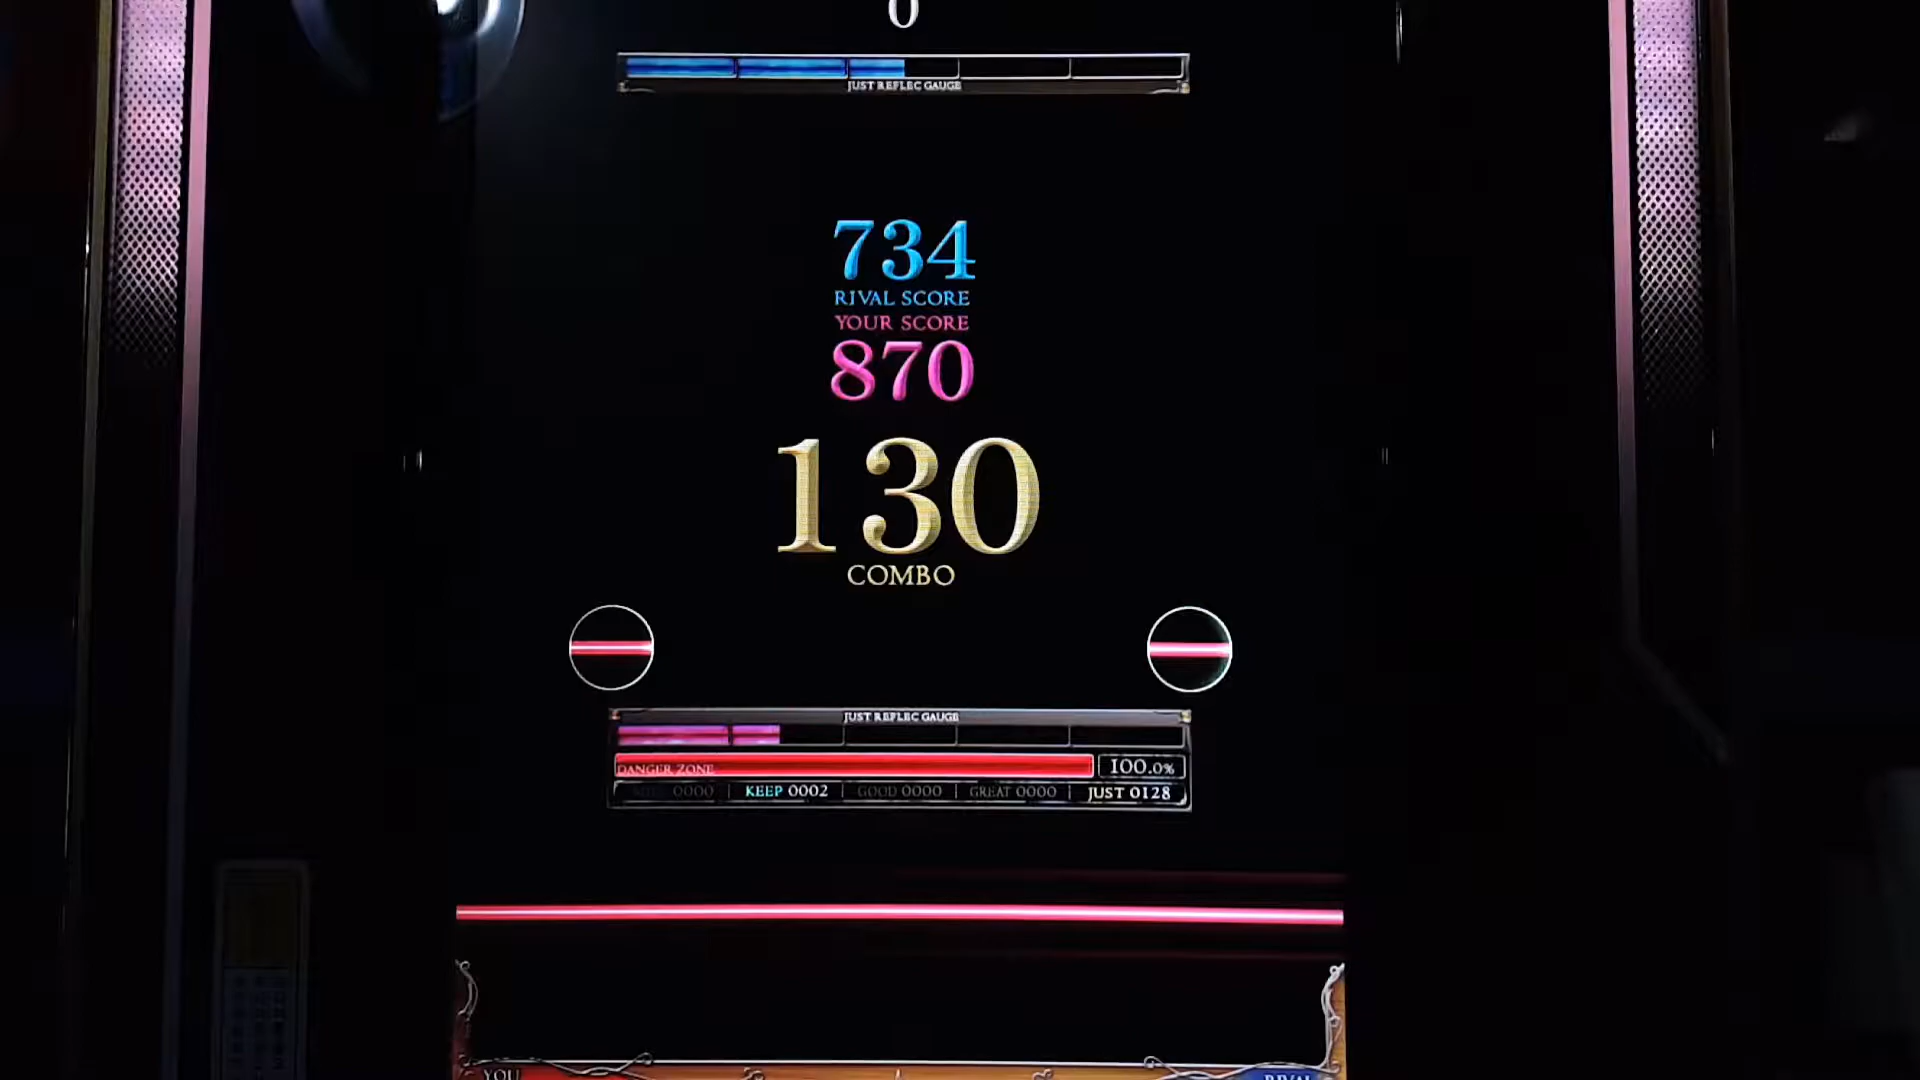 0
JUST REFLEC GAUGE
734
RIVAL SCORE
YOUR SCORE
870
130
COMBO
JUST REFLEC GAUGE
DANGER ZONE 100.0%
0000 KEEP 0002 GOOD 0000 GREAT 0000 JUST 0128
YOU RIVAL